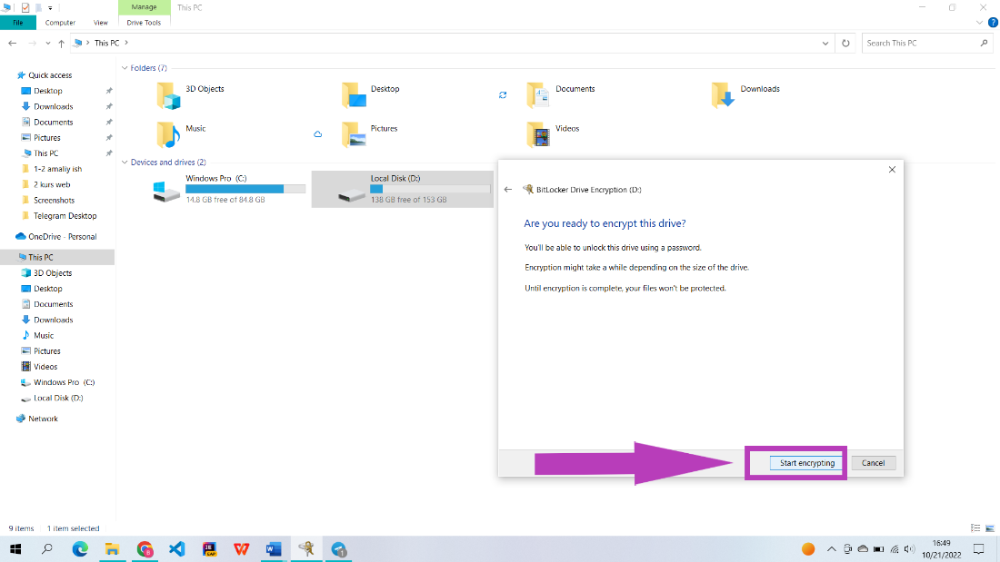 Manage
This PC
File
Computer
View
Drive Tools
This PC
Search This PC
Quick access
Desktop
Downloads
Documents
Pictures
This PC
1-2 amaliy ish
2 kurs web
Screenshots
Telegram Desktop
OneDrive - Personal
This PC
3D Objects
Desktop
Documents
Downloads
Music
Pictures
Videos
Windows Pro (C:)
Local Disk (D:)
Network
Folders (7)
3D Objects
Desktop
Documents
Downloads
Music
Pictures
Videos
Devices and drives (2)
Windows Pro (C:)
14.8 GB free of 84.8 GB
Local Disk (D:)
138 GB free of 153 GB
BitLocker Drive Encryption (D:)
Are you ready to encrypt this drive?
You'll be able to unlock this drive using a password.
Encryption might take a while depending on the size of the drive.
Until encryption is complete, your files won't be protected.
Start encrypting
Cancel
9 items
1 item selected
16:49
10/21/2022